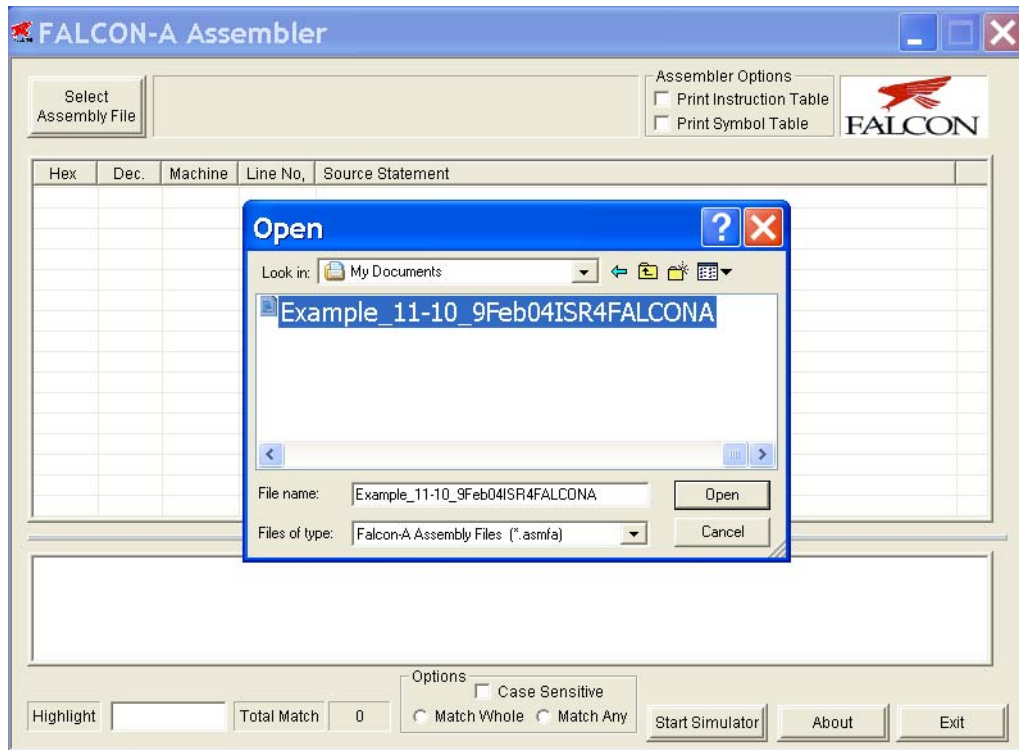 FALCON-A Assembler
Select
Assembly File
Assembler Options
Print Instruction Table
Print Symbol Table
FALCON
Hex Dec. Machine Line No, Source Statement
Open
Look in: My Documents
Example_11-10_9Feb04ISR4FALCONA
File name: Example_11-10_9Feb04ISR4FALCONA Open
Files of type: Falcon-A Assembly Files (*.asmfa) Cancel
Options
Case Sensitive
Highlight Total Match 0 Match Whole Match Any Start Simulator About Exit